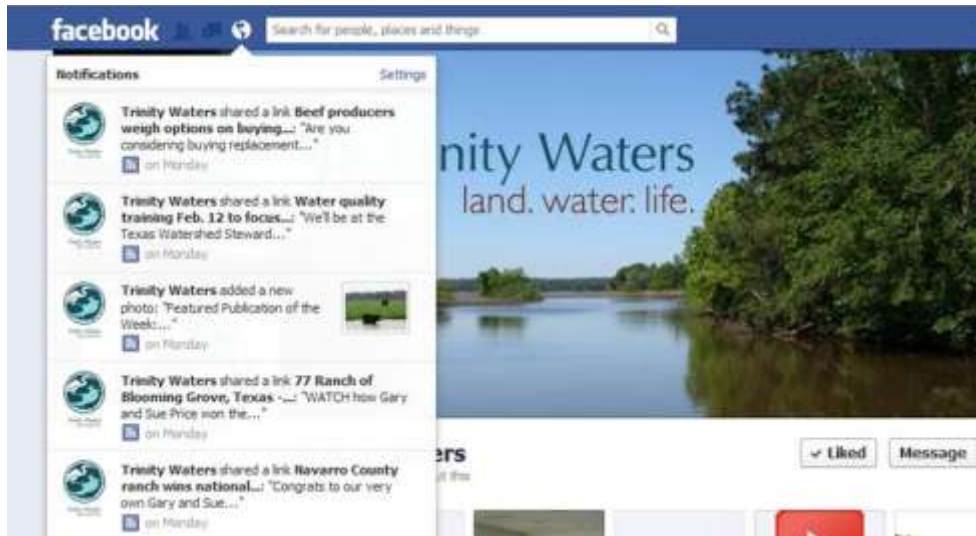 facebook
Search for people, places and things
Notifications
Settings
Trinity Waters shared a link Beef producers
weigh options on buying...: "Are you
considering buying replacement..."
on Monday
Trinity Waters shared a link Water quality
training Feb. 12 to focus...: "We'll be at the
Texas Watershed Steward..."
on Monday
Trinity Waters added a new
photo: "Featured Publication of the
Week:..."
on Monday
Trinity Waters shared a link 77 Ranch of
Blooming Grove, Texas -...: "WATCH how Gary
and Sue Price won the..."
on Monday
Trinity Waters shared a link Navarro County
ranch wins national...: "Congrats to our very
own Gary and Sue..."
on Monday
nity Waters
land. water. life.
ers
ut this
✓ Liked
Message